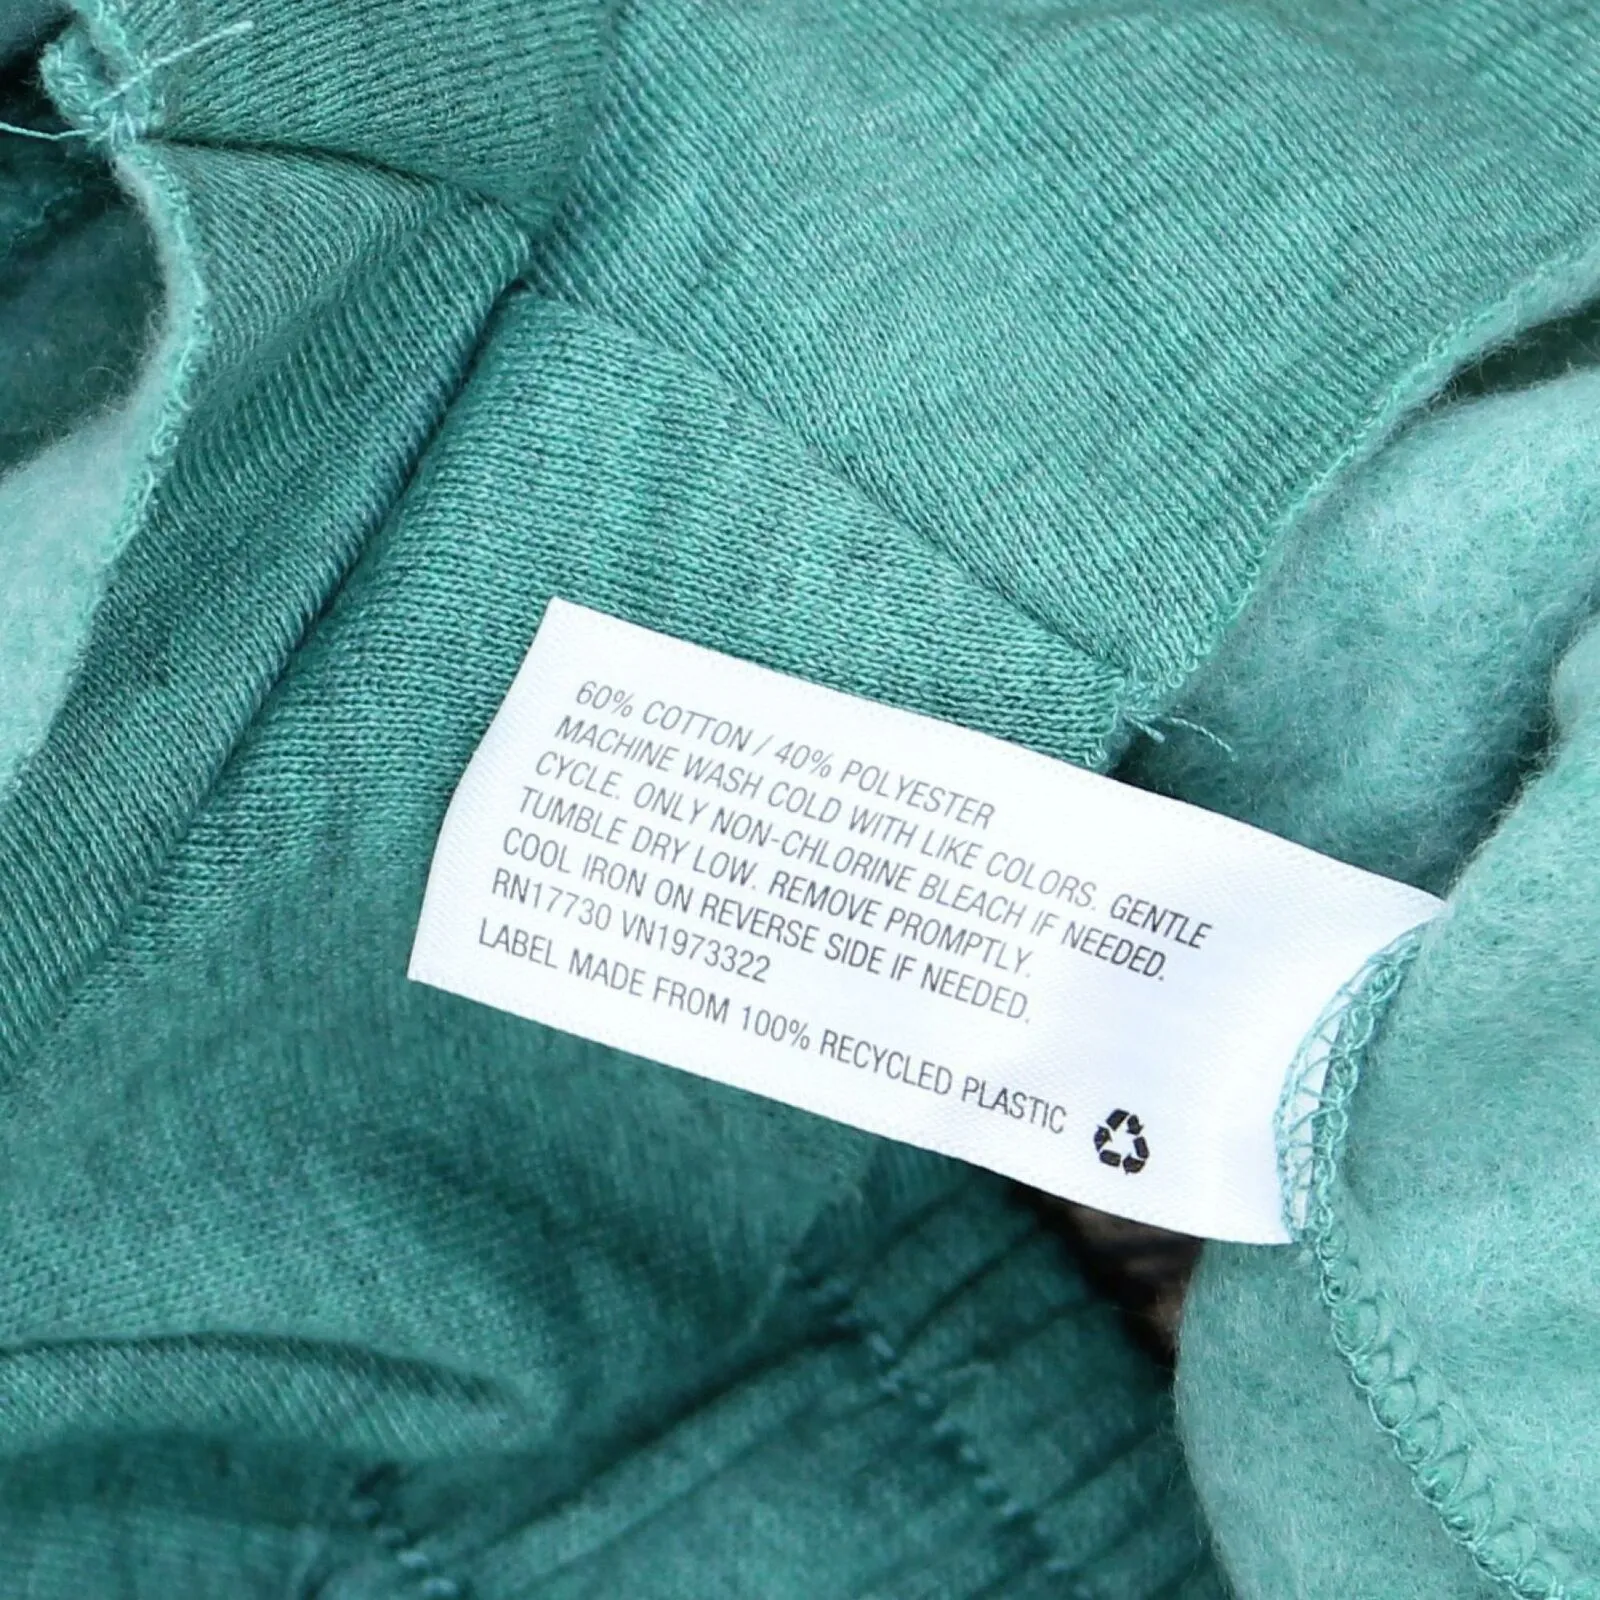 60% COTTON / 40% POLYESTER
MACHINE WASH COLD WITH LIKE COLORS. GENTLE
CYCLE. ONLY NON-CHLORINE BLEACH IF NEEDED.
TUMBLE DRY LOW. REMOVE PROMPTLY.
COOL IRON ON REVERSE SIDE IF NEEDED.
RN17730 VN1973322
LABEL MADE FROM 100% RECYCLED PLASTIC